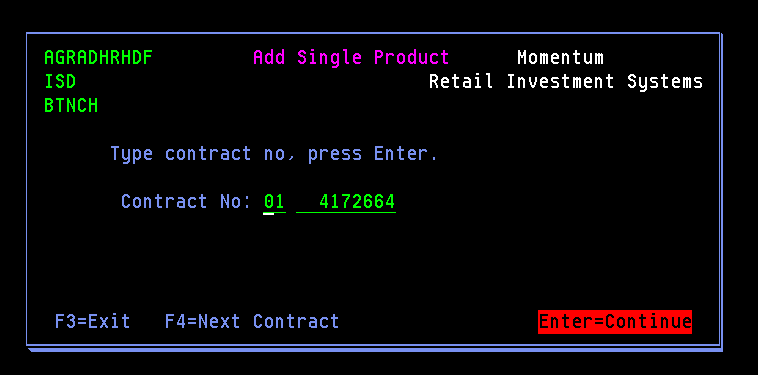 AGRADHRHDF Add Single Product Momentum
ISD Retail Investment Systems
BTNCH
Type contract no, press Enter.
Contract No: 01 4172664
F3=Exit F4=Next Contract Enter=Continue